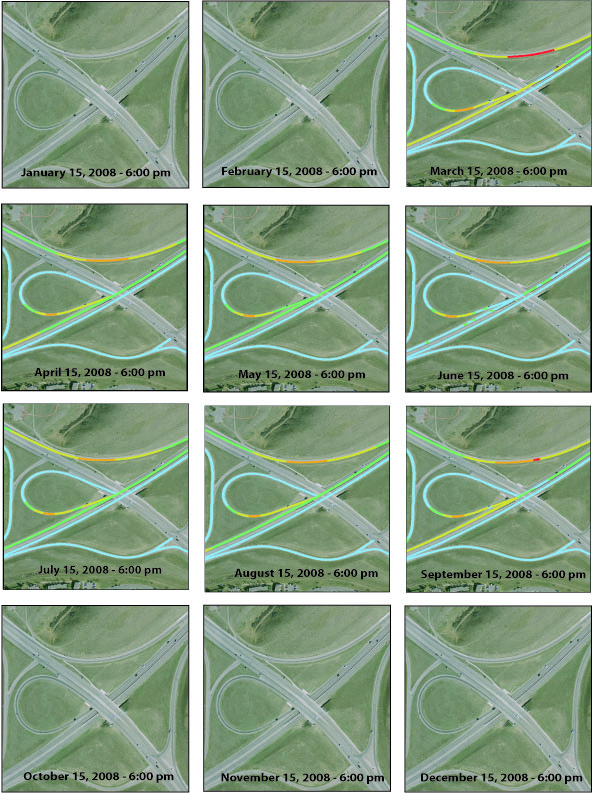 January 15, 2008 - 6:00 pm
February 15, 2008 - 6:00 pm
March 15, 2008 - 6:00 pm
April 15, 2008 - 6:00 pm
May 15, 2008 - 6:00 pm
June 15, 2008 - 6:00 pm
July 15, 2008 - 6:00 pm
August 15, 2008 - 6:00 pm
September 15, 2008 - 6:00 pm
October 15, 2008 - 6:00 pm
November 15, 2008 - 6:00 pm
December 15, 2008 - 6:00 pm